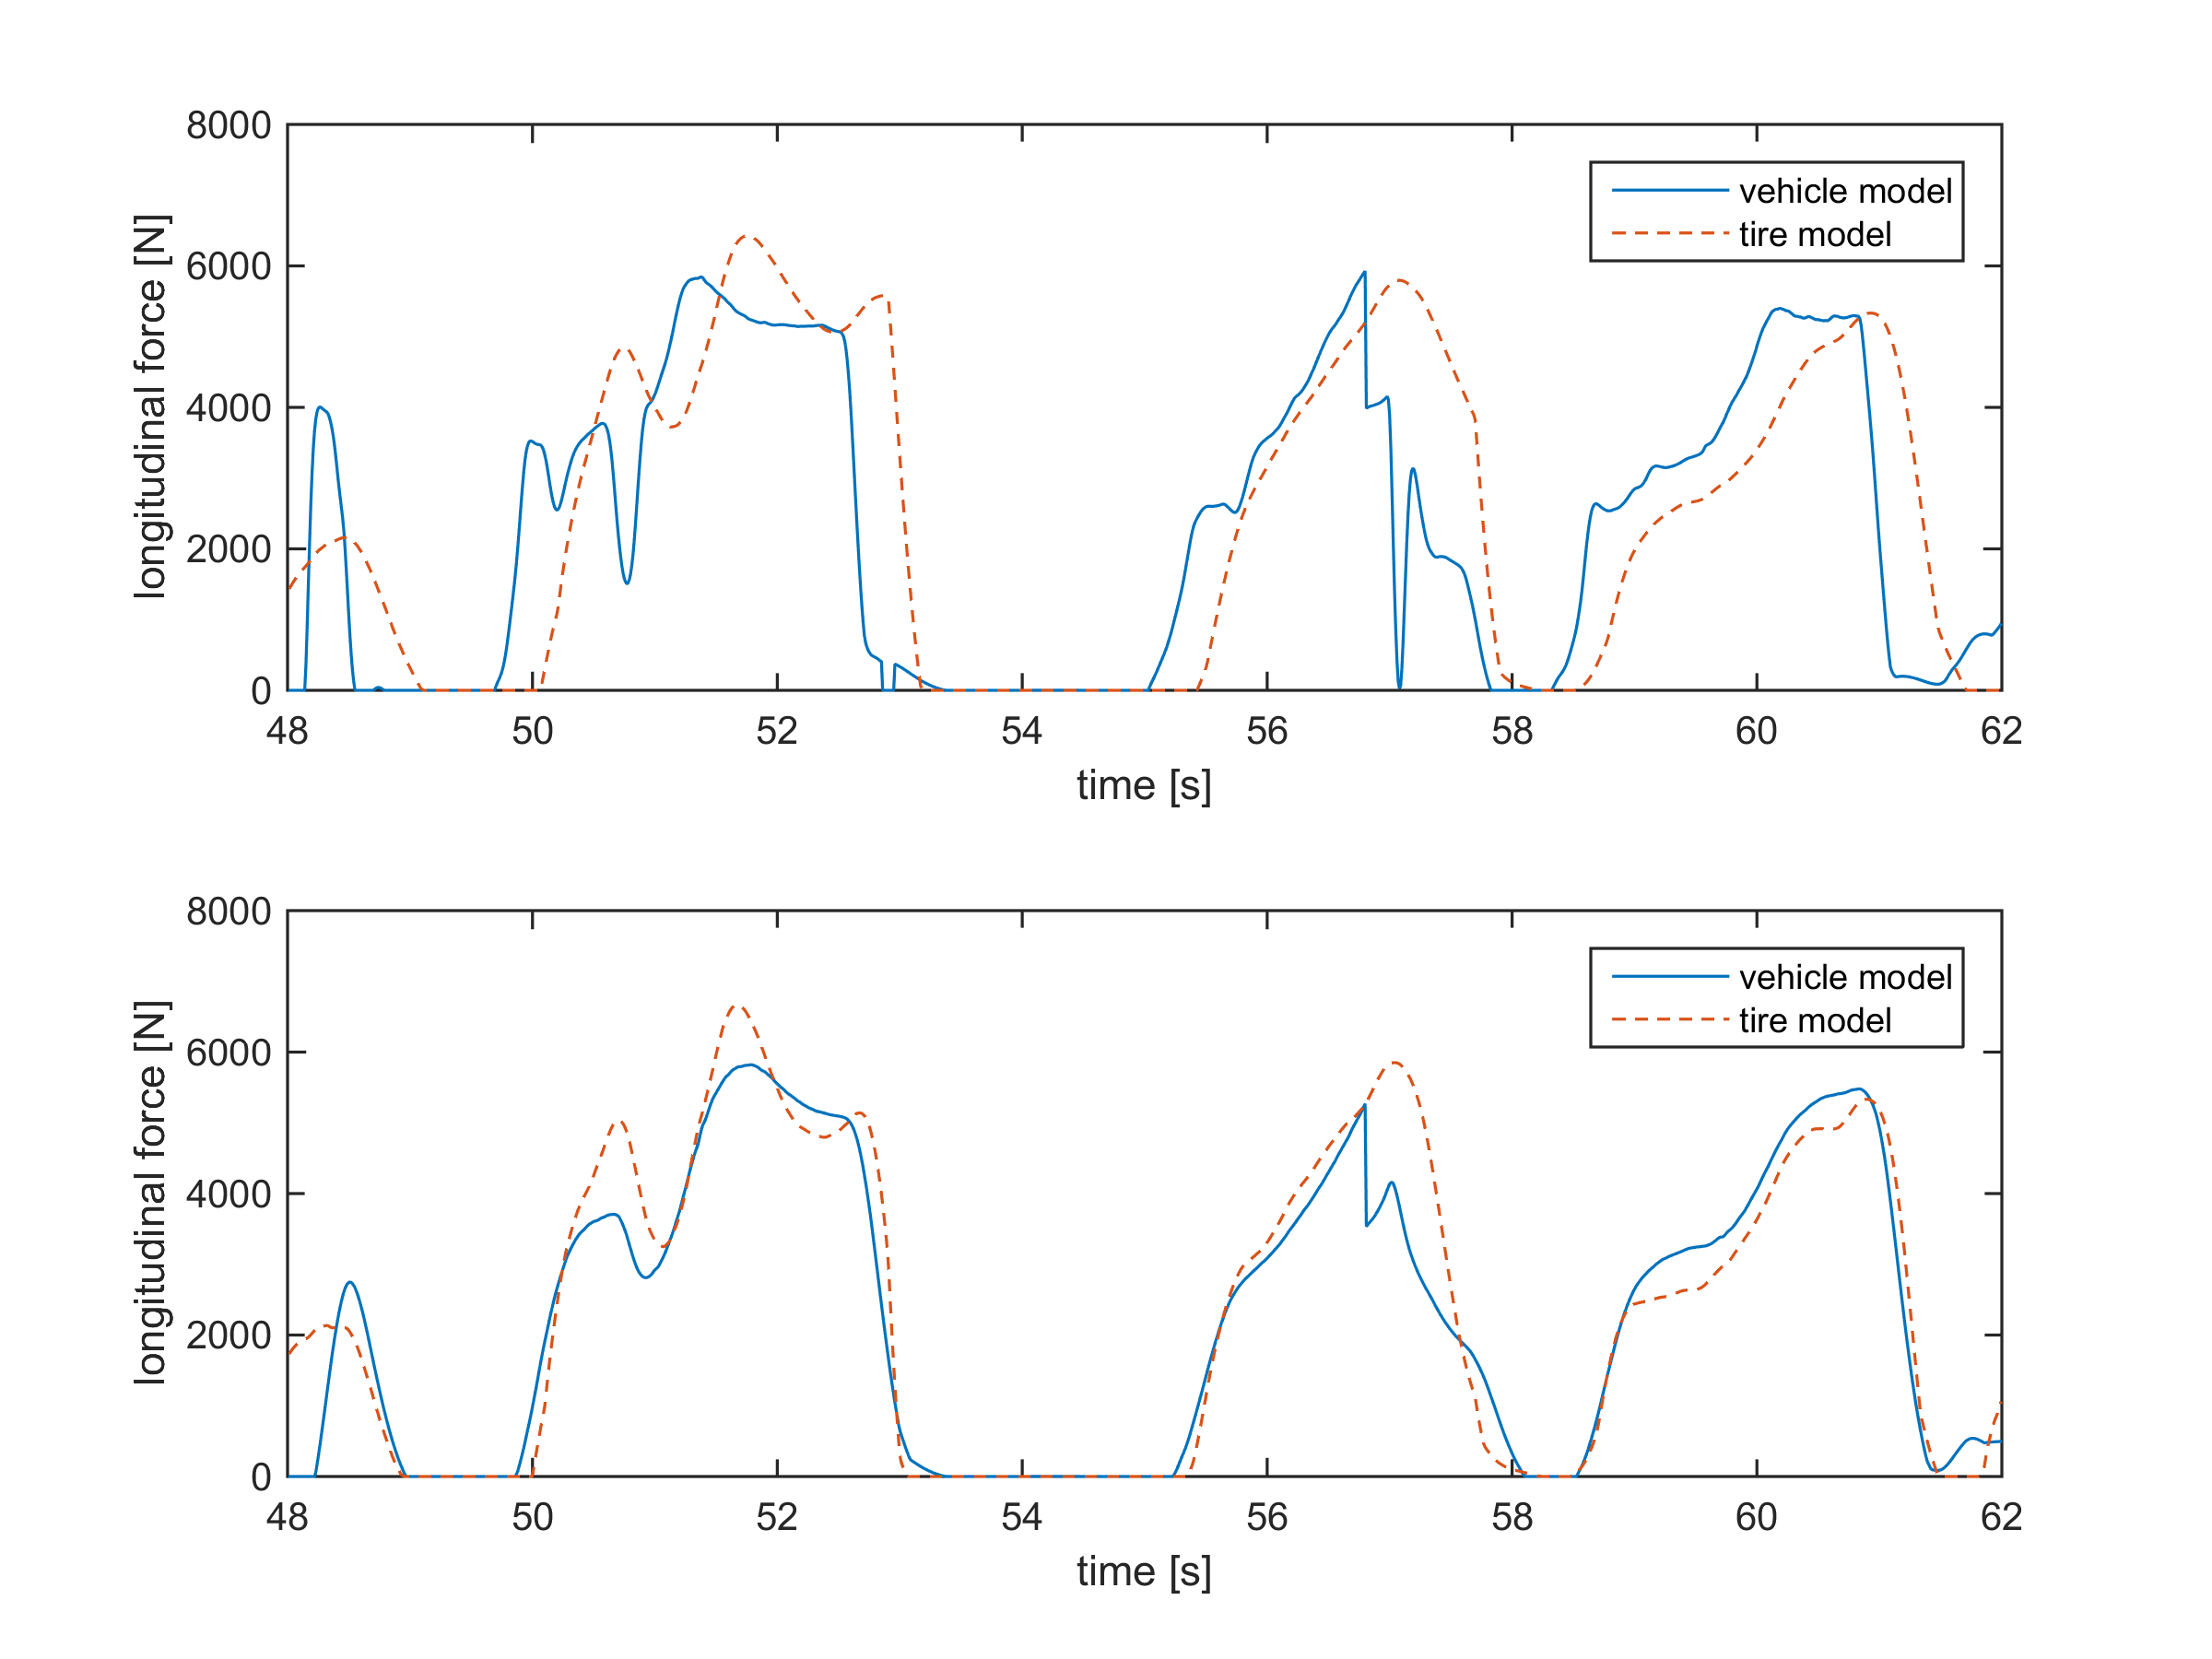 8000
6000
4000
2000
0
longitudinal force [N]
vehicle model
tire model
48 50 52 54 56 58 60 62
time [s]
8000
6000
4000
2000
0
longitudinal force [N]
vehicle model
tire model
48 50 52 54 56 58 60 62
time [s]